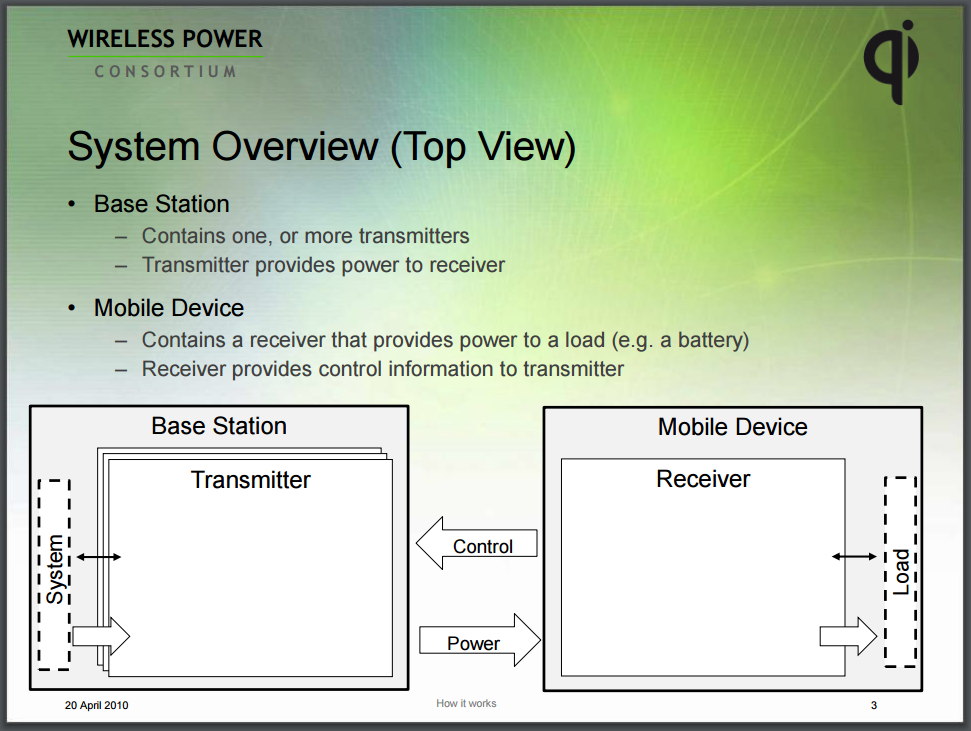 WIRELESS POWER
CONSORTIUM
qi
System Overview (Top View)
• Base Station
– Contains one, or more transmitters
– Transmitter provides power to receiver
• Mobile Device
– Contains a receiver that provides power to a load (e.g. a battery)
– Receiver provides control information to transmitter
Base Station
Transmitter
System
Control
Power
Mobile Device
Receiver
Load
20 April 2010
How it works
3